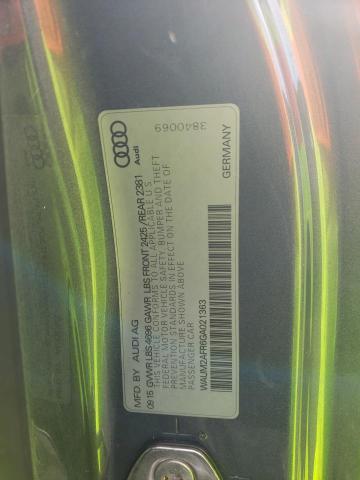 MFD. BY AUDI AG
09 15 GVWR LBS 4696 GAWR LBS FRONT 2425 / REAR 2381
THIS VEHICLE CONFORMS TO ALL APPLICABLE U.S.
FEDERAL MOTOR VEHICLE SAFETY BUMPER AND THEFT
PREVENTION STANDARDS IN EFFECT ON THE DATE OF
MANUFACTURE SHOWN ABOVE
PASSENGER CAR
WAUM2AFR6GA021363
GERMANY
Audi
3840069